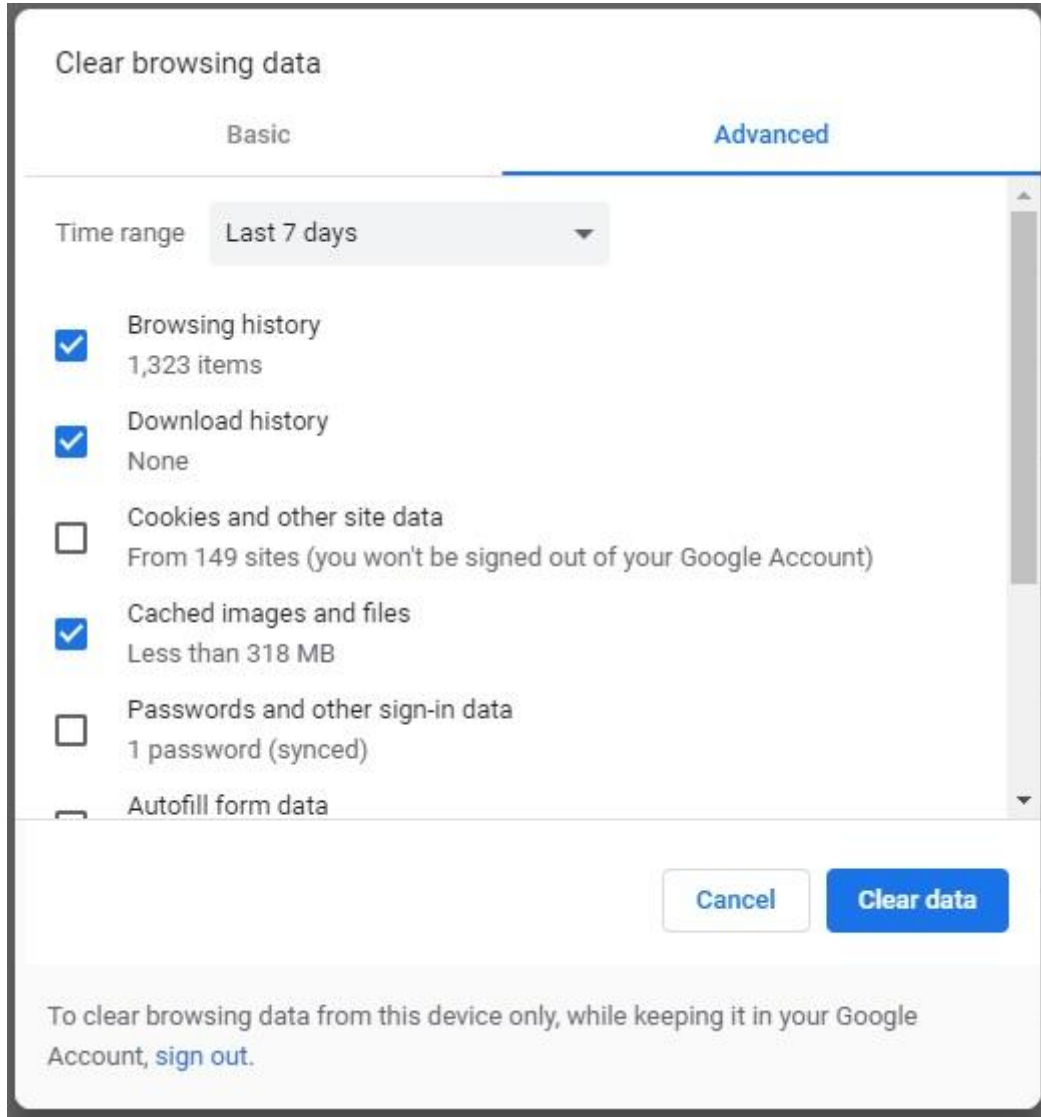 Clear browsing data
Basic
Advanced
Time range
Last 7 days
Browsing history
1,323 items
Download history
None
Cookies and other site data
From 149 sites (you won't be signed out of your Google Account)
Cached images and files
Less than 318 MB
Passwords and other sign-in data
1 password (synced)
Autofill form data
Cancel
Clear data
To clear browsing data from this device only, while keeping it in your Google
Account, sign out.